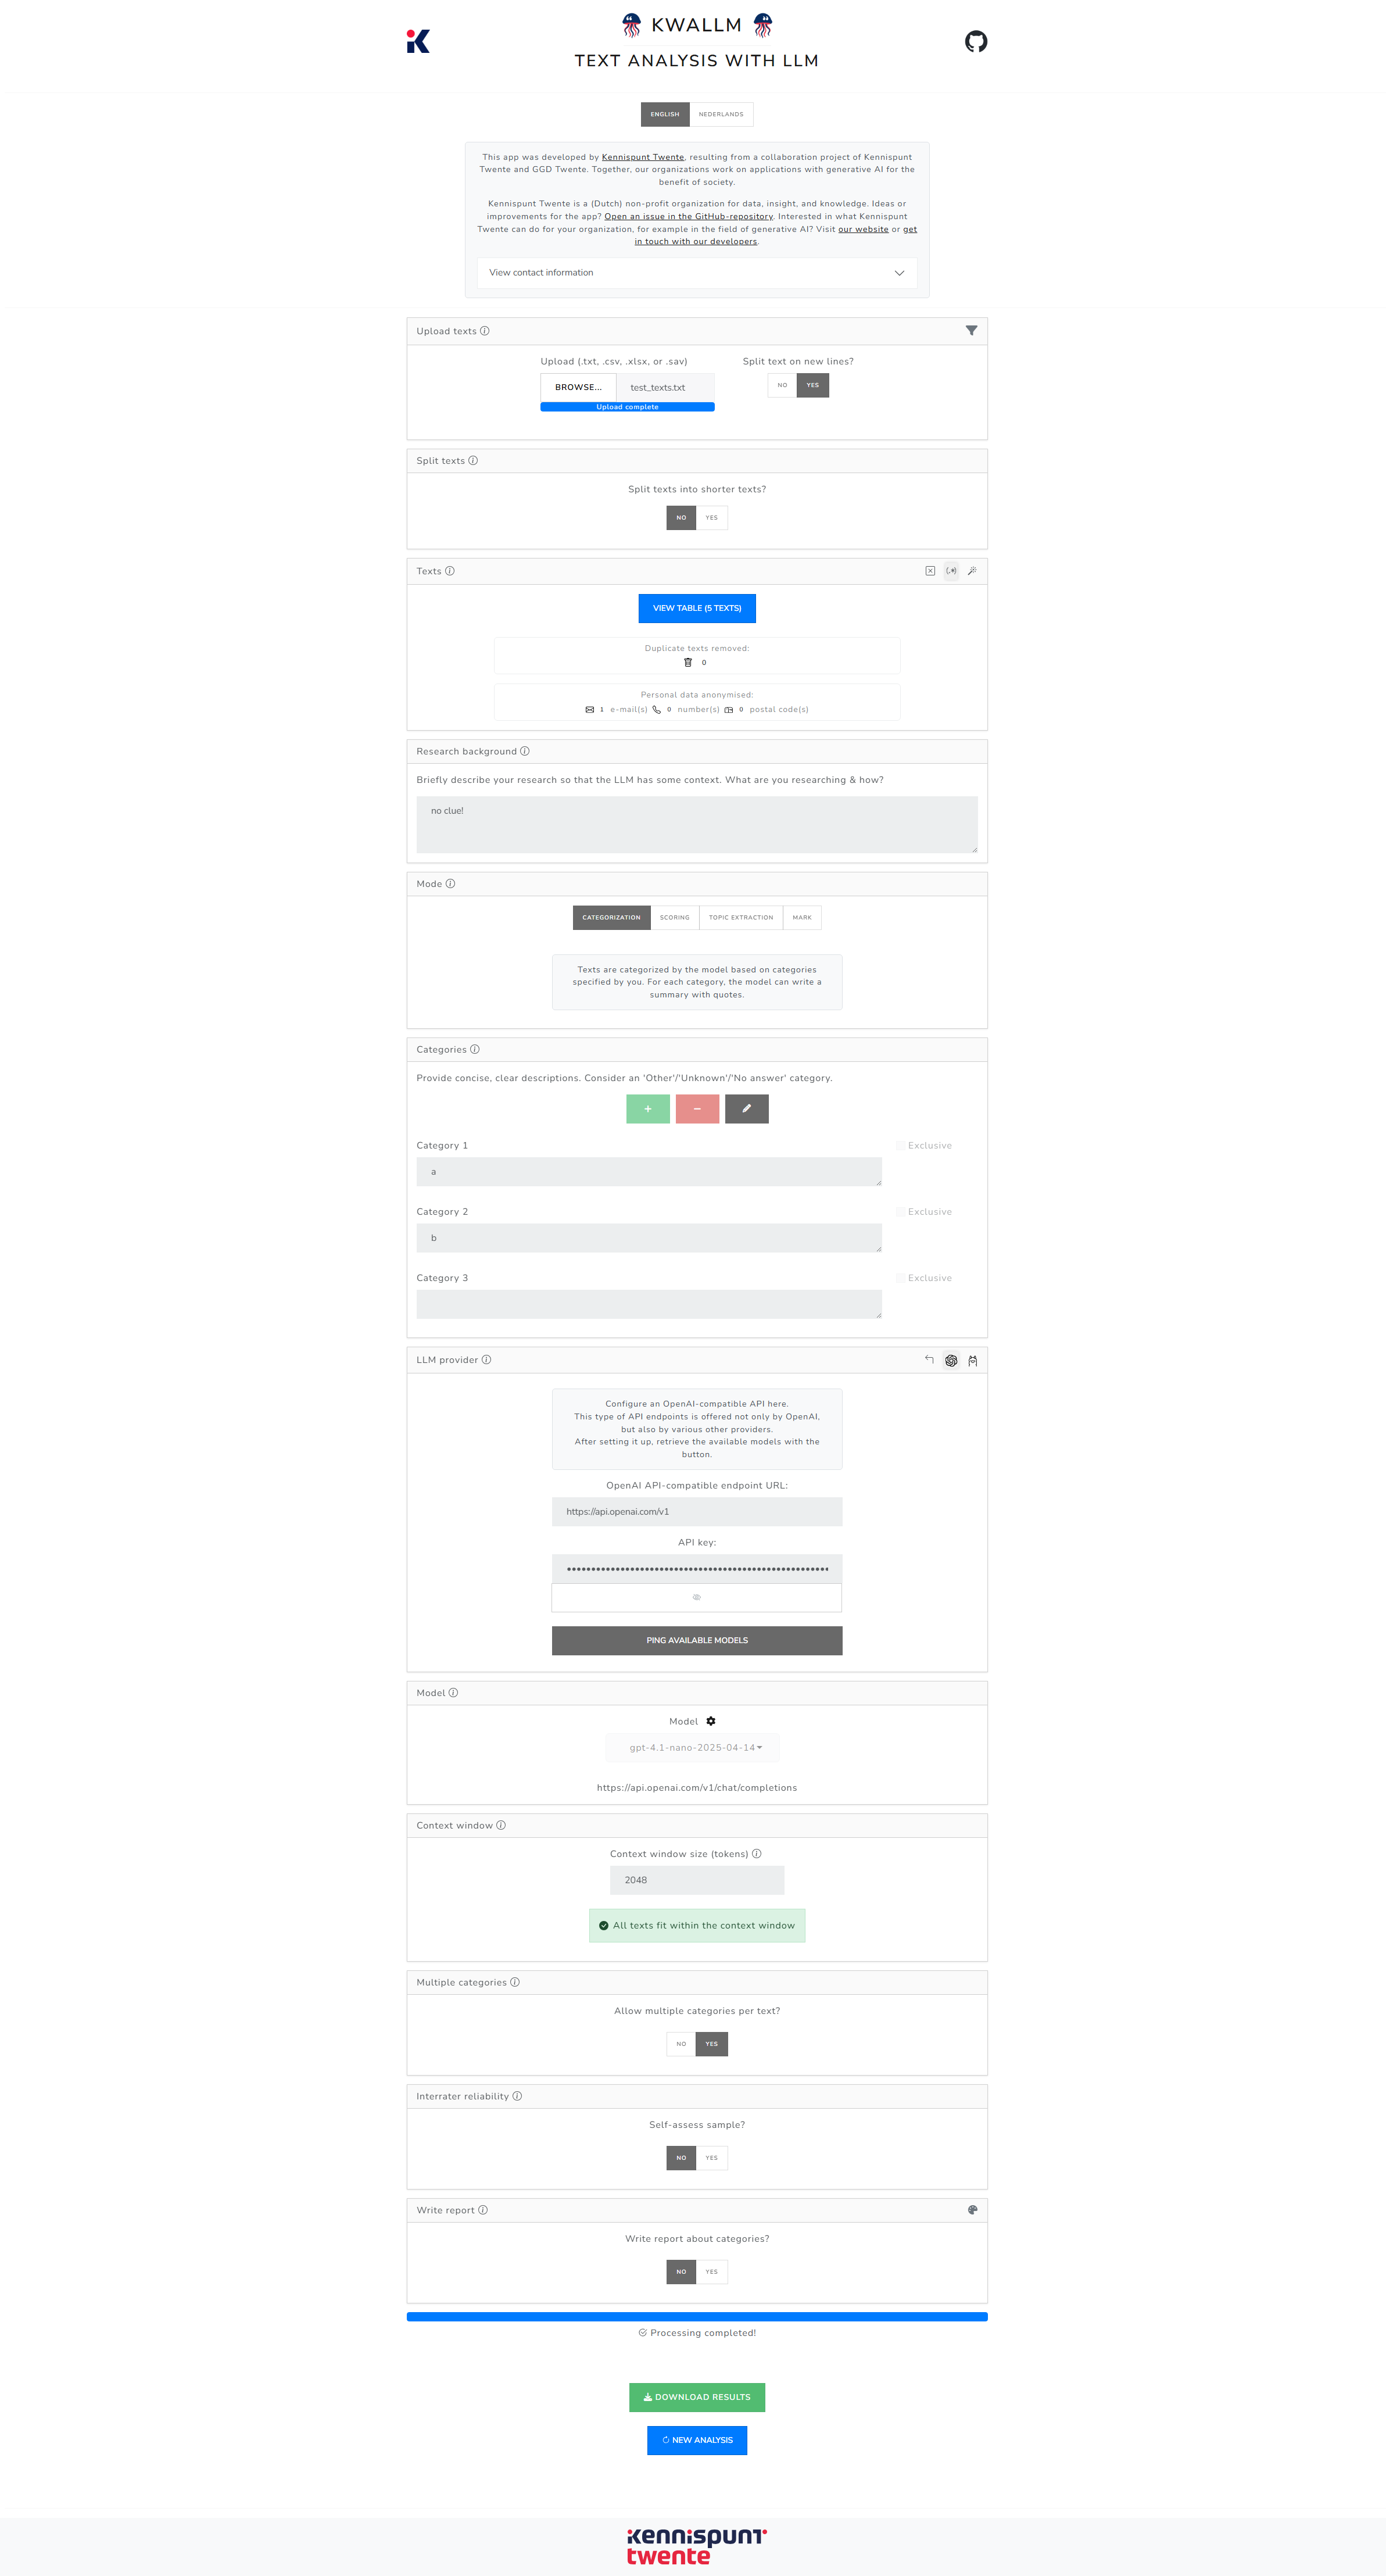 KWALLM
TEXT ANALYSIS WITH LLM
ENGLISH NEDERLANDS
This app was developed by Kennispunt Twente, resulting from a collaboration project of Kennispunt
Twente and GGD Twente. Together, our organizations work on applications with generative AI for the
benefit of society.
Kennispunt Twente is a (Dutch) non-profit organization for data, insight, and knowledge. Ideas or
improvements for the app? Open an issue in the GitHub-repository. Interested in what Kennispunt
Twente can do for your organization, for example in the field of generative AI? Visit our website or get
in touch with our developers.
View contact information
Upload texts
Upload (.txt, .csv, .xlsx, or .sav) Split text on new lines?
BROWSE... test_texts.txt NO YES
Upload complete
Split texts
Split texts into shorter texts?
NO YES
Texts
VIEW TABLE (5 TEXTS)
Duplicate texts removed:
0
Personal data anonymised:
1 e-mail(s) 0 number(s) 0 postal code(s)
Research background
Briefly describe your research so that the LLM has some context. What are you researching & how?
no clue!
Mode
CATEGORIZATION SCORING TOPIC EXTRACTION MARK
Texts are categorized by the model based on categories
specified by you. For each category, the model can write a
summary with quotes.
Categories
Provide concise, clear descriptions. Consider an 'Other'/'Unknown'/'No answer' category.
Category 1 Exclusive
a
Category 2 Exclusive
b
Category 3 Exclusive
LLM provider
Configure an OpenAI-compatible API here.
This type of API endpoints is offered not only by OpenAI,
but also by various other providers.
After setting it up, retrieve the available models with the
button.
OpenAI API-compatible endpoint URL:
https://api.openai.com/v1
API key:
PING AVAILABLE MODELS
Model
Model
gpt-4.1-nano-2025-04-14
https://api.openai.com/v1/chat/completions
Context window
Context window size (tokens)
2048
All texts fit within the context window
Multiple categories
Allow multiple categories per text?
NO YES
Interrater reliability
Self-assess sample?
NO YES
Write report
Write report about categories?
NO YES
Processing completed!
DOWNLOAD RESULTS
NEW ANALYSIS
kennispunt
twente